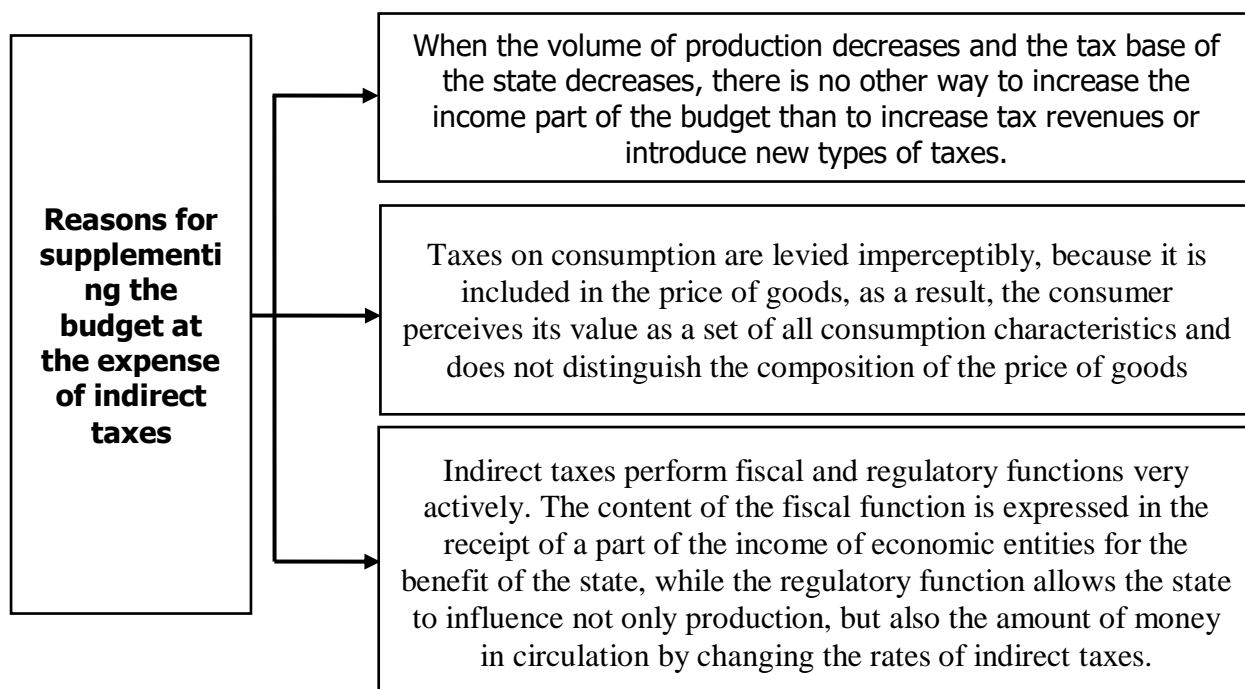 Reasons for
supplementi
ng the
budget at
the expense
of indirect
taxes
When the volume of production decreases and the tax base of
the state decreases, there is no other way to increase the
income part of the budget than to increase tax revenues or
introduce new types of taxes.
Taxes on consumption are levied imperceptibly, because it is
included in the price of goods, as a result, the consumer
perceives its value as a set of all consumption characteristics and
does not distinguish the composition of the price of goods
Indirect taxes perform fiscal and regulatory functions very
actively. The content of the fiscal function is expressed in the
receipt of a part of the income of economic entities for the
benefit of the state, while the regulatory function allows the state
to influence not only production, but also the amount of money
in circulation by changing the rates of indirect taxes.